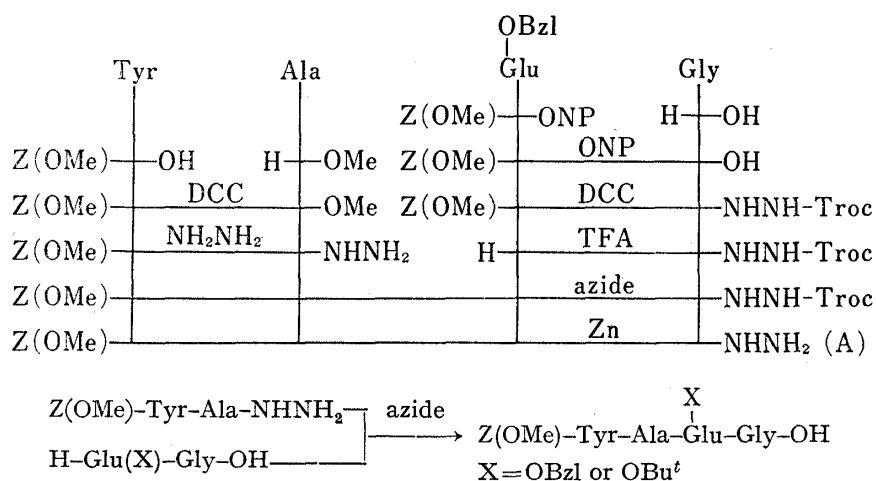 OBzl
Tyr Ala Glu Gly
Z(OMe) ONP H OH
Z(OMe) OH H OMe Z(OMe) ONP OH
Z(OMe) DCC OMe Z(OMe) DCC NHNH-Troc
Z(OMe) NH₂NH₂ NHNH₂ H TFA NHNH-Troc
Z(OMe) azide NHNH-Troc
Z(OMe) Zn NHNH₂ (A)
Z(OMe)–Tyr–Ala–NHNH₂ azide
X
Z(OMe)–Tyr–Ala–Glu–Gly–OH
H–Glu(X)–Gly–OH
X=OBzl or OBuᵗ